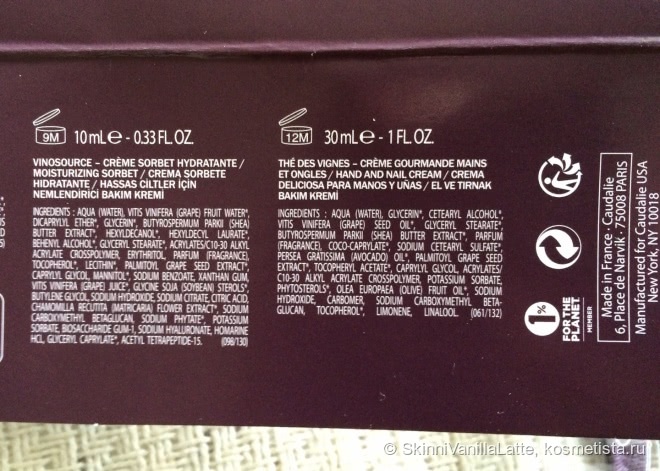 9M 10 mL ℮ - 0.33 FL. OZ.
VINOSOURCE – CRÈME SORBET HYDRATANTE /
MOISTURIZING SORBET / CREMA SORBETE
HIDRATANTE / HASSAS CİLTLER İÇİN
NEMLENDİRİCİ BAKIM KREMİ
INGREDIENTS : AQUA (WATER), VITIS VINIFERA (GRAPE) FRUIT WATER*,
DICAPRYLYL ETHER*, GLYCERIN*, BUTYROSPERMUM PARKII (SHEA)
BUTTER EXTRACT*, HEXYLDECANOL*, HEXYLDECYL LAURATE*,
BEHENYL ALCOHOL*, GLYCERYL STEARATE*, ACRYLATES/C10-30 ALKYL
ACRYLATE CROSSPOLYMER, ERYTHRITOL, PARFUM (FRAGRANCE),
TOCOPHEROL*, LECITHIN*, PALMITOYL GRAPE SEED EXTRACT*,
CAPRYLYL GLYCOL, MANNITOL*, SODIUM BENZOATE, XANTHAN GUM,
VITIS VINIFERA (GRAPE) JUICE*, GLYCINE SOJA (SOYBEAN) STEROLS*,
BUTYLENE GLYCOL, SODIUM HYDROXIDE, SODIUM CITRATE, CITRIC ACID,
CHAMOMILLA RECUTITA (MATRICARIA) FLOWER EXTRACT*, SODIUM
CARBOXYMETHYL BETAGLUCAN, SODIUM PHYTATE*, POTASSIUM
SORBATE, BIOSACCHARIDE GUM-1, SODIUM HYALURONATE, HOMARINE
HCL, GLYCERYL CAPRYLATE*, ACETYL TETRAPEPTIDE-15. (098/130)
12M 30 mL ℮ - 1 FL. OZ.
THÉ DES VIGNES – CRÈME GOURMANDE MAINS
ET ONGLES / HAND AND NAIL CREAM / CREMA
DELICIOSA PARA MANOS Y UÑAS / EL VE TIRNAK
BAKIM KREMİ
INGREDIENTS : AQUA (WATER), GLYCERIN*, CETEARYL ALCOHOL*,
VITIS VINIFERA (GRAPE) SEED OIL*, GLYCERYL STEARATE*,
BUTYROSPERMUM PARKII (SHEA) BUTTER EXTRACT*, PARFUM
(FRAGRANCE), COCO-CAPRYLATE*, SODIUM CETEARYL SULFATE*,
PERSEA GRATISSIMA (AVOCADO) OIL*, PALMITOYL GRAPE SEED
EXTRACT*, TOCOPHERYL ACETATE*, CAPRYLYL GLYCOL, ACRYLATES/
C10-30 ALKYL ACRYLATE CROSSPOLYMER, POTASSIUM SORBATE,
PHYTOSTEROLS*, OLEA EUROPAEA (OLIVE) FRUIT OIL*, SODIUM
HYDROXIDE, CARBOMER, SODIUM CARBOXYMETHYL BETA-
GLUCAN, TOCOPHEROL*, LIMONENE, LINALOOL. (061/132)
1% FOR THE PLANET
MEMBER
Made in France · Caudalie
6, Place de Narvik · 75008 PARIS
Manufactured for Caudalie USA
New York, NY 10018
© SkinniVanillaLatte, kosmetista.ru